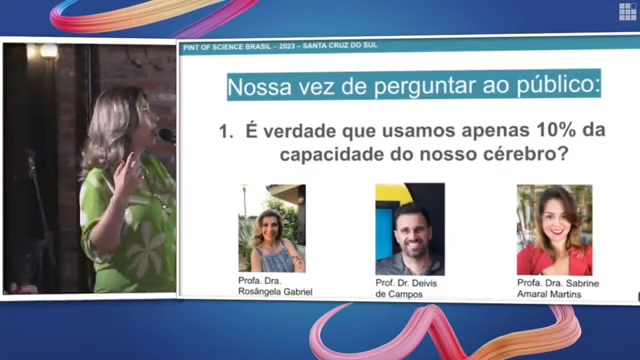 PINT OF SCIENCE BRASIL – 2023 – SANTA CRUZ DO SUL
Nossa vez de perguntar ao público:
1. É verdade que usamos apenas 10% da
capacidade do nosso cérebro?
Profa. Dra.
Rosângela Gabriel
Prof. Dr. Deivis
de Campos
Profa. Dra. Sabrine
Amaral Martins